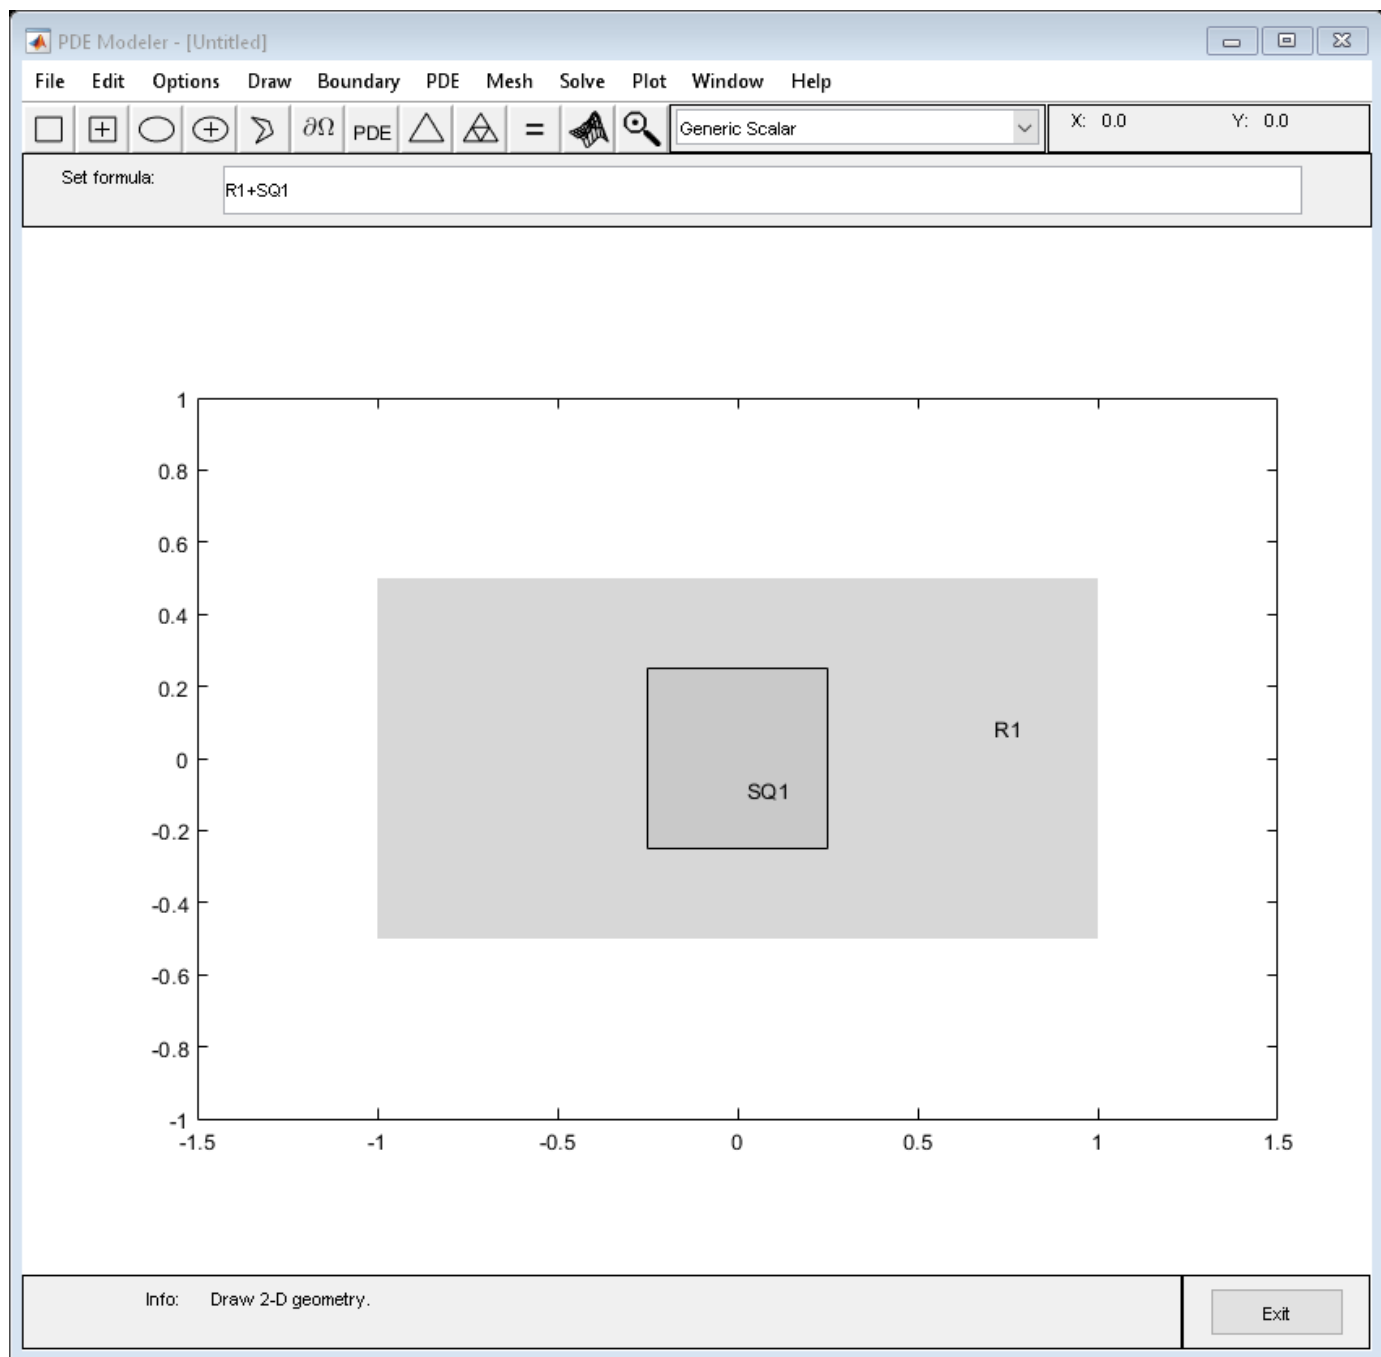 PDE Modeler - [Untitled]
File Edit Options Draw Boundary PDE Mesh Solve Plot Window Help
∂Ω PDE = Generic Scalar X: 0.0 Y: 0.0
Set formula: R1+SQ1
1
0.8
0.6
0.4
0.2
R1
0
SQ1
-0.2
-0.4
-0.6
-0.8
-1
-1.5 -1 -0.5 0 0.5 1 1.5
Info: Draw 2-D geometry.
Exit